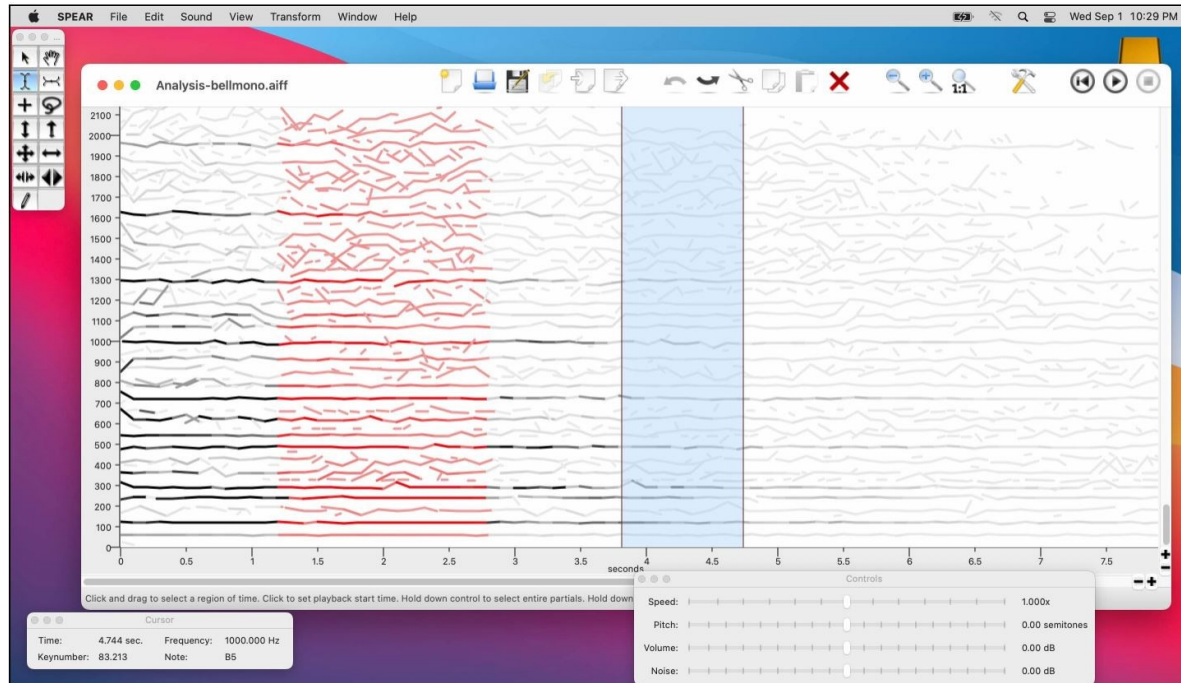 SPEAR File Edit Sound View Transform Window Help Wed Sep 1 10:29 PM
Analysis-bellmono.aiff
1:1
2100
2000
1900
1800
1700
1600
1500
1400
1300
1200
1100
1000
900
800
700
600
500
400
300
200
100
0
0 0.5 1 1.5 2 2.5 3 3.5 4 4.5 5 5.5 6 6.5 7 7.5
seconds
Click and drag to select a region of time. Click to set playback start time. Hold down control to select entire partials. Hold down
Controls
Speed: 1.000x
Pitch: 0.00 semitones
Volume: 0.00 dB
Noise: 0.00 dB
Cursor
Time: 4.744 sec. Frequency: 1000.000 Hz
Keynumber: 83.213 Note: B5